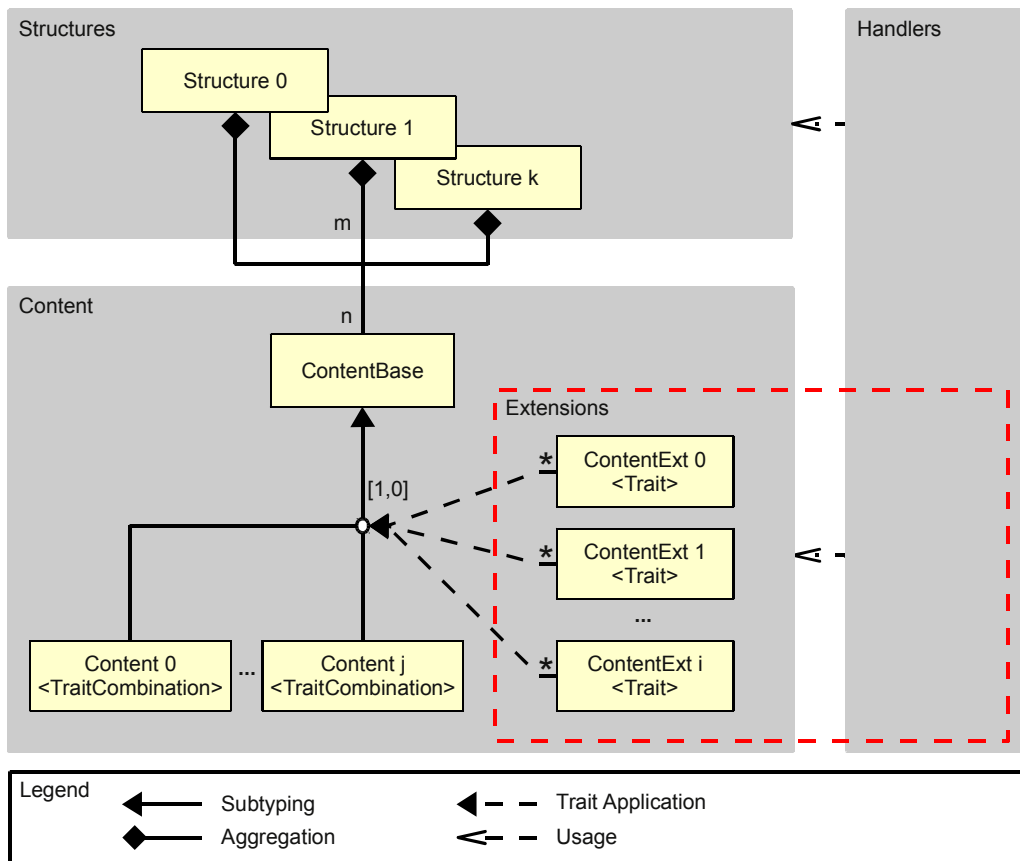 Structures
Handlers
Structure 0
Structure 1
Structure k
m
Content
n
ContentBase
Extensions
ContentExt 0
<Trait>
*
[1,0]
ContentExt 1
<Trait>
*
...
Content 0
<TraitCombination>
...
Content j
<TraitCombination>
ContentExt i
<Trait>
*
Legend
Subtyping
Trait Application
Aggregation
Usage